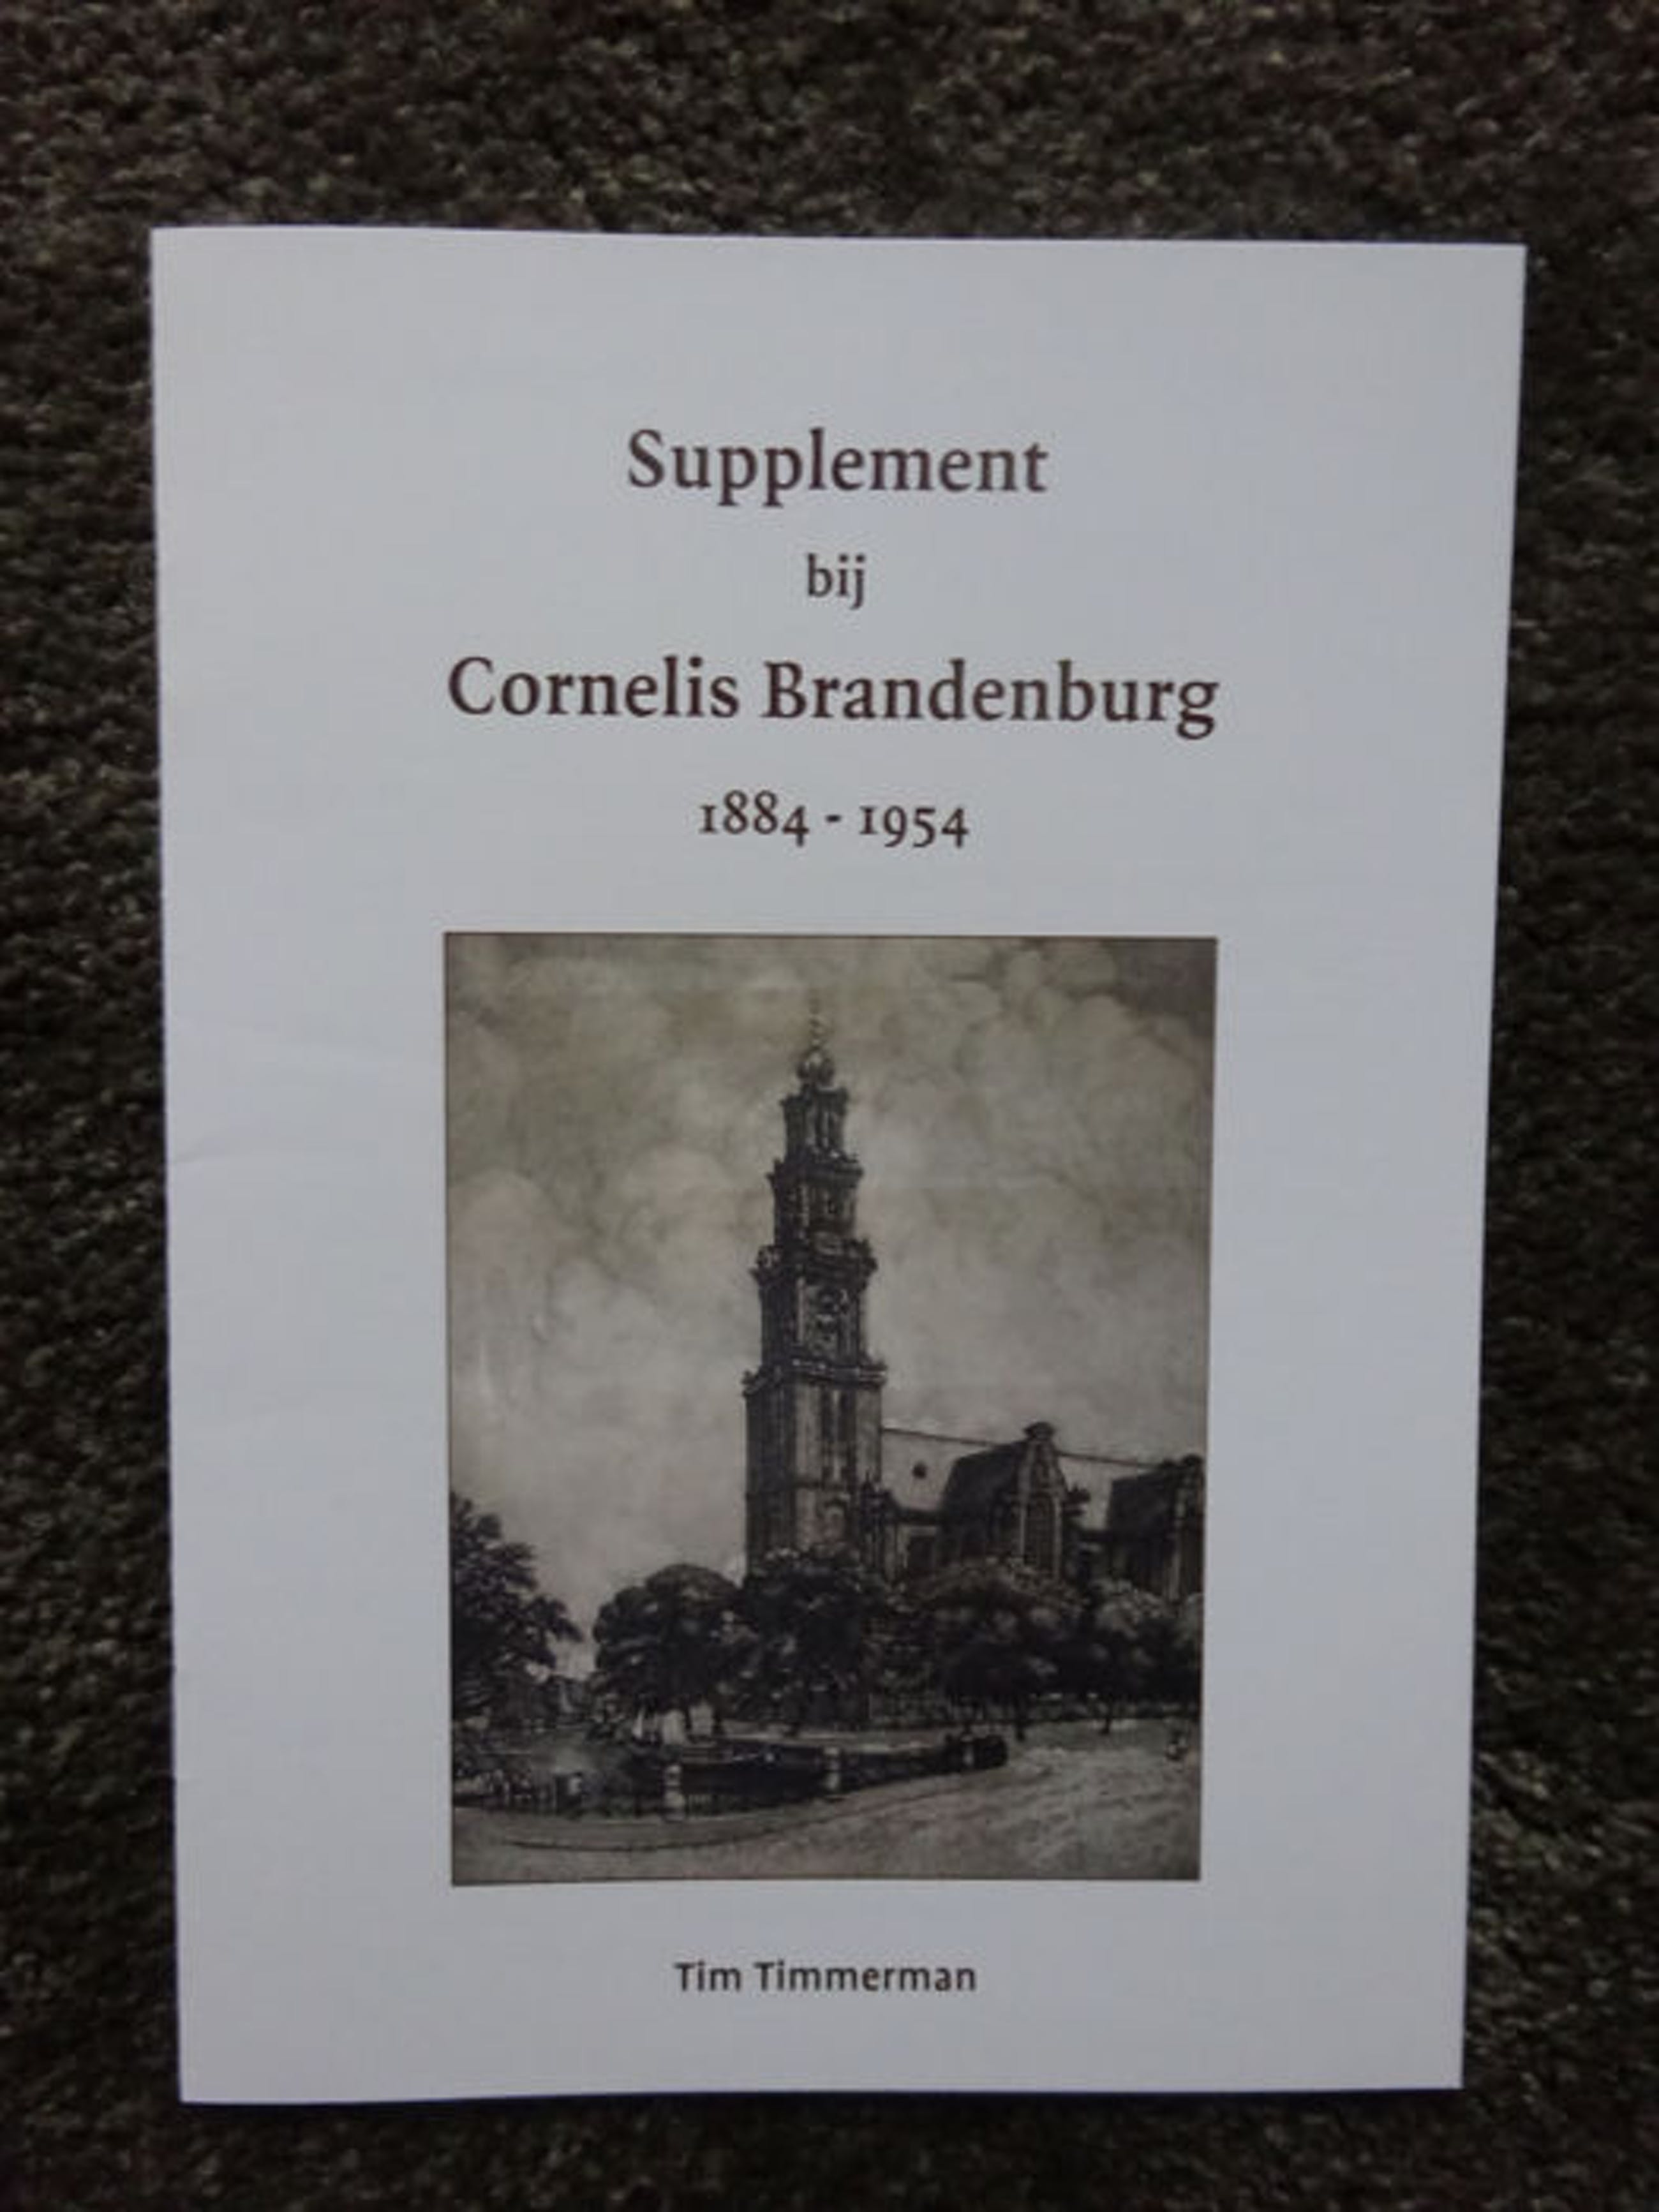 Supplement
bij
Cornelis Brandenburg
1884 - 1954
Tim Timmerman